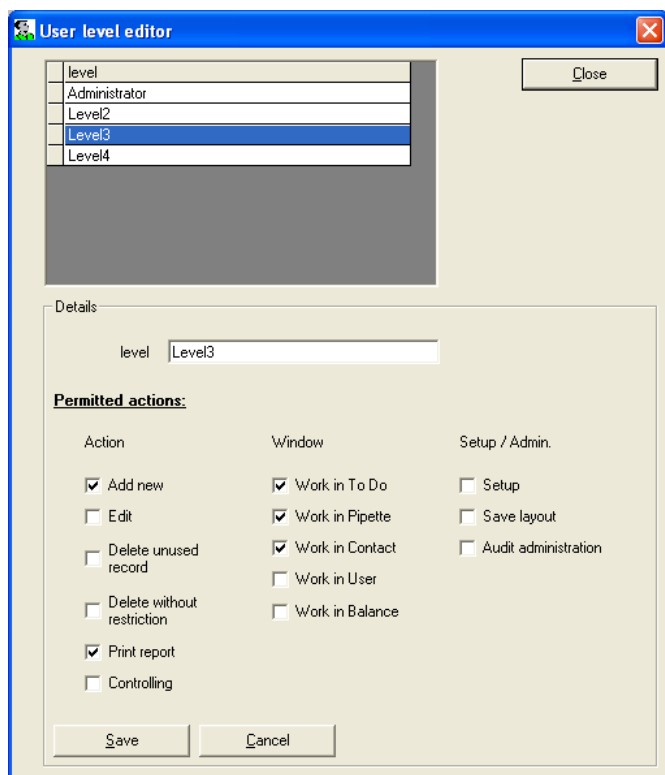 User level editor
level
Close
Administrator
Level2
Level3
Level4
Details
level Level3
Permitted actions:
Action Window Setup / Admin.
Add new Work in To Do Setup
Edit Work in Pipette Save layout
Delete unused
record
Work in Contact Audit administration
Work in User
Delete without
restriction
Work in Balance
Print report
Controlling
Save Cancel